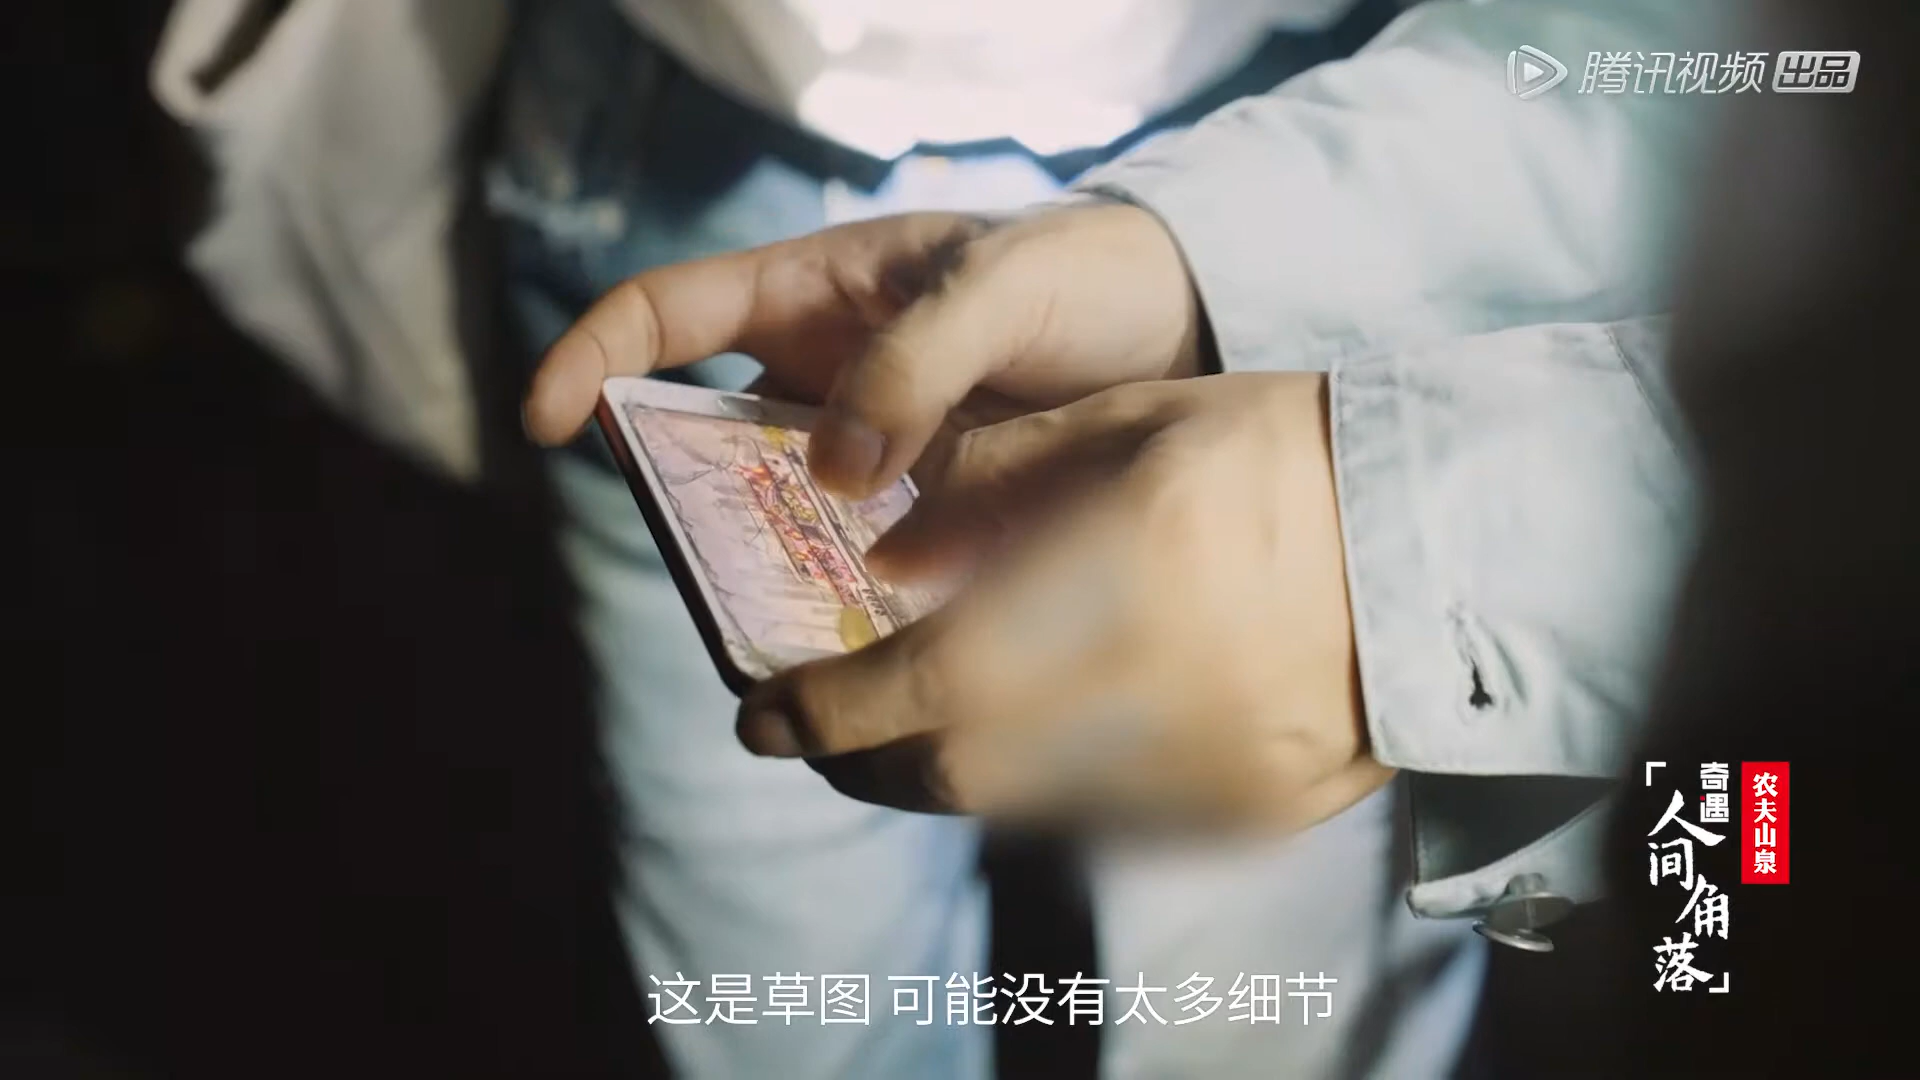 腾讯视频 出品
农夫山泉
奇遇
「人间角落」
这是草图 可能没有太多细节